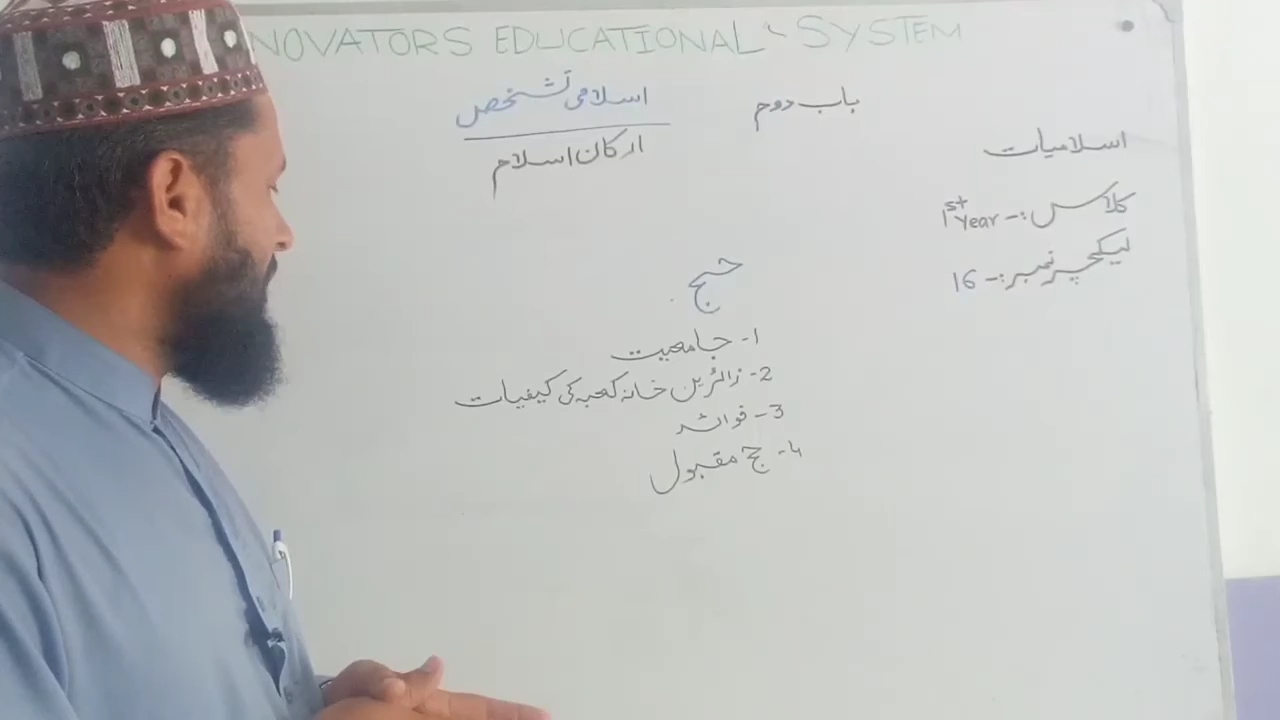 NOVATORS EDUCATIONAL SYSTEM
اسلامیات
کلاس:- 1st Year
لیکچر نمبر:- 16
باب دوم
اسلامی تشخص
ارکان اسلام
حج
1- جامعیت
2- زائرین خانہ کعبہ کی کیفیات
3- فوائد
4- حج مقبول